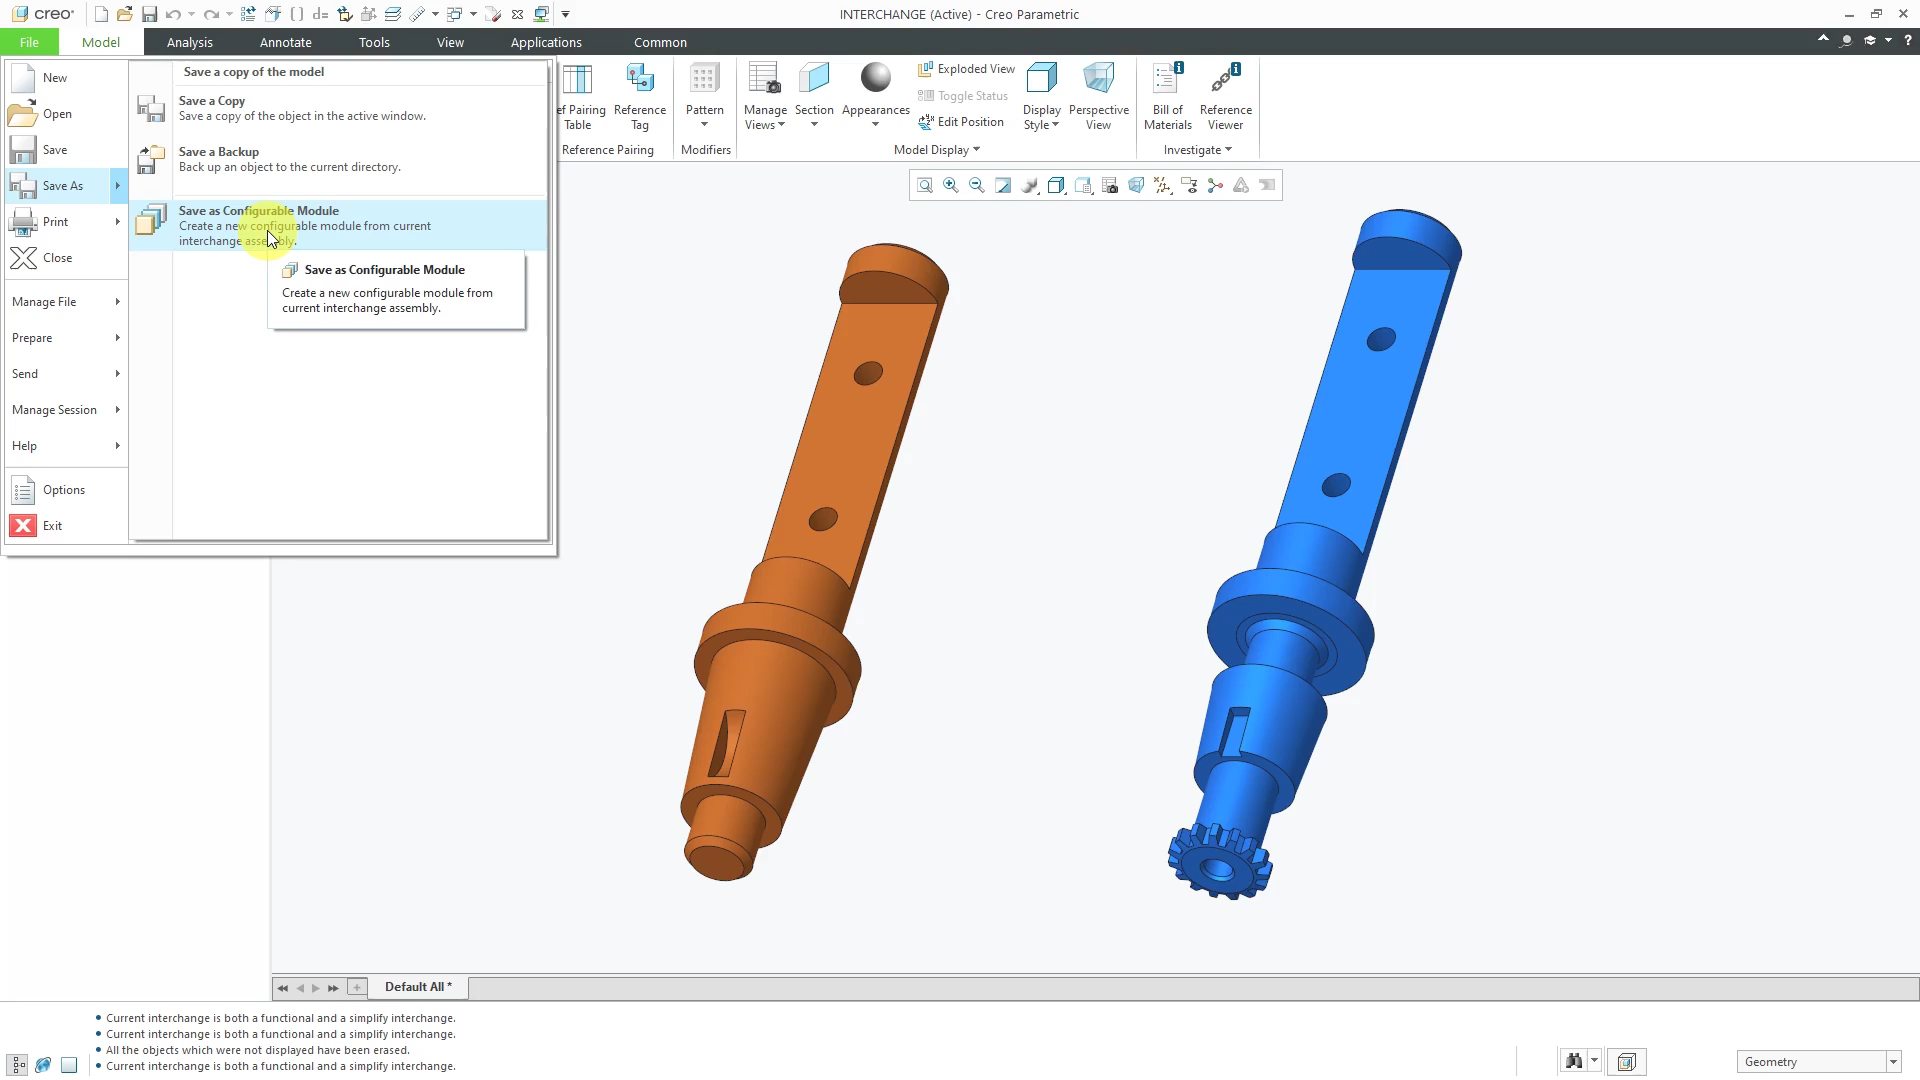 creo
INTERCHANGE (Active) - Creo Parametric
File
Model
Analysis
Annotate
Tools
View
Applications
Common
New
Open
Save
Save As
Print
Close
Manage File
Prepare
Send
Manage Session
Help
Options
Exit
Save a copy of the model
Save a Copy
Save a copy of the object in the active window.
Save a Backup
Back up an object to the current directory.
Save as Configurable Module
Create a new configurable module from current
interchange assembly.
Save as Configurable Module
Create a new configurable module from
current interchange assembly.
ef Pairing
Table
Reference
Tag
Reference Pairing
Pattern
Modifiers
Manage
Views
Section
Appearances
Exploded View
Toggle Status
Edit Position
Display
Style
Perspective
View
Model Display
Bill of
Materials
Reference
Viewer
Investigate
Default All *
Current interchange is both a functional and a simplify interchange.
Current interchange is both a functional and a simplify interchange.
All the objects which were not displayed have been erased.
Current interchange is both a functional and a simplify interchange.
Geometry